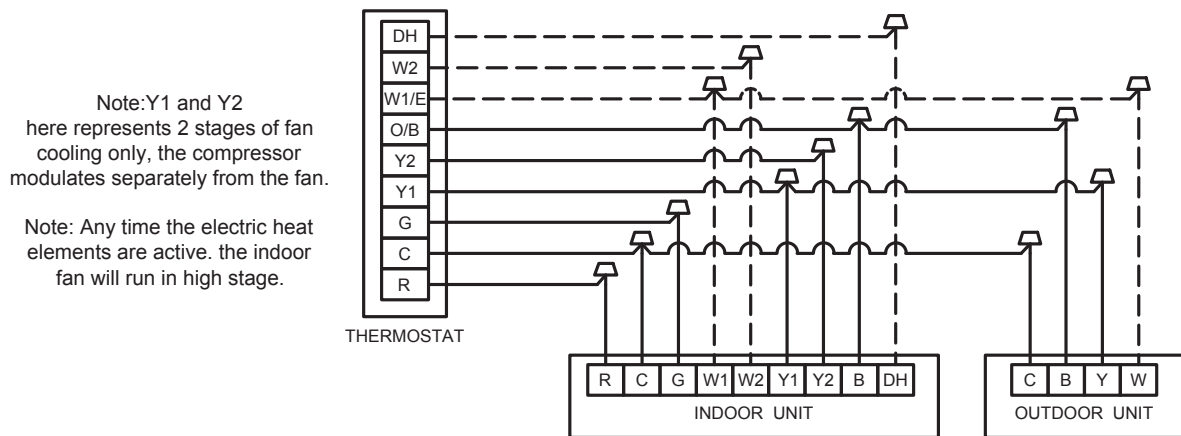 Note:Y1 and Y2
here represents 2 stages of fan
cooling only, the compressor
modulates separately from the fan.
Note: Any time the electric heat
elements are active. the indoor
fan will run in high stage.
DH
W2
W1/E
O/B
Y2
Y1
G
C
R
THERMOSTAT
R C G W1 W2 Y1 Y2 B DH
INDOOR UNIT
C B Y W
OUTDOOR UNIT